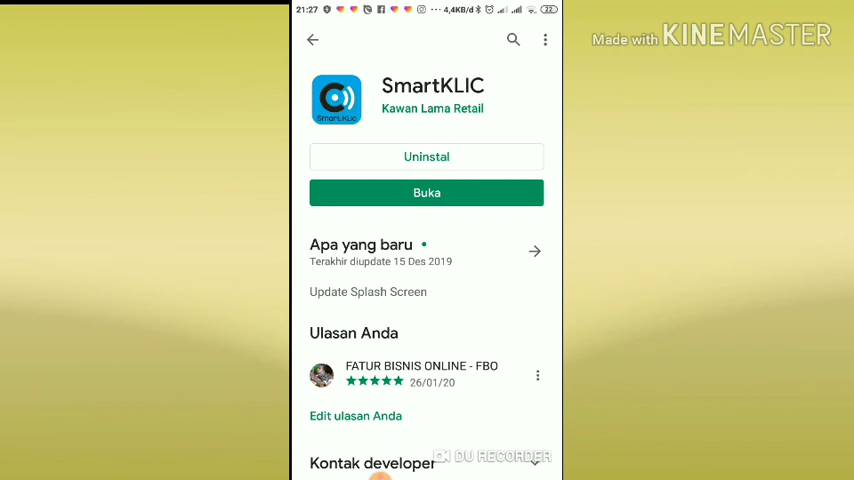 21:27 4,4KB/d 22
Made with KINEMASTER
SmartKLIC
SmartKLIC
Kawan Lama Retail
Uninstal
Buka
Apa yang baru
Terakhir diupdate 15 Des 2019
Update Splash Screen
Ulasan Anda
FATUR BISNIS ONLINE - FBO
26/01/20
Edit ulasan Anda
Kontak developer
DU RECORDER